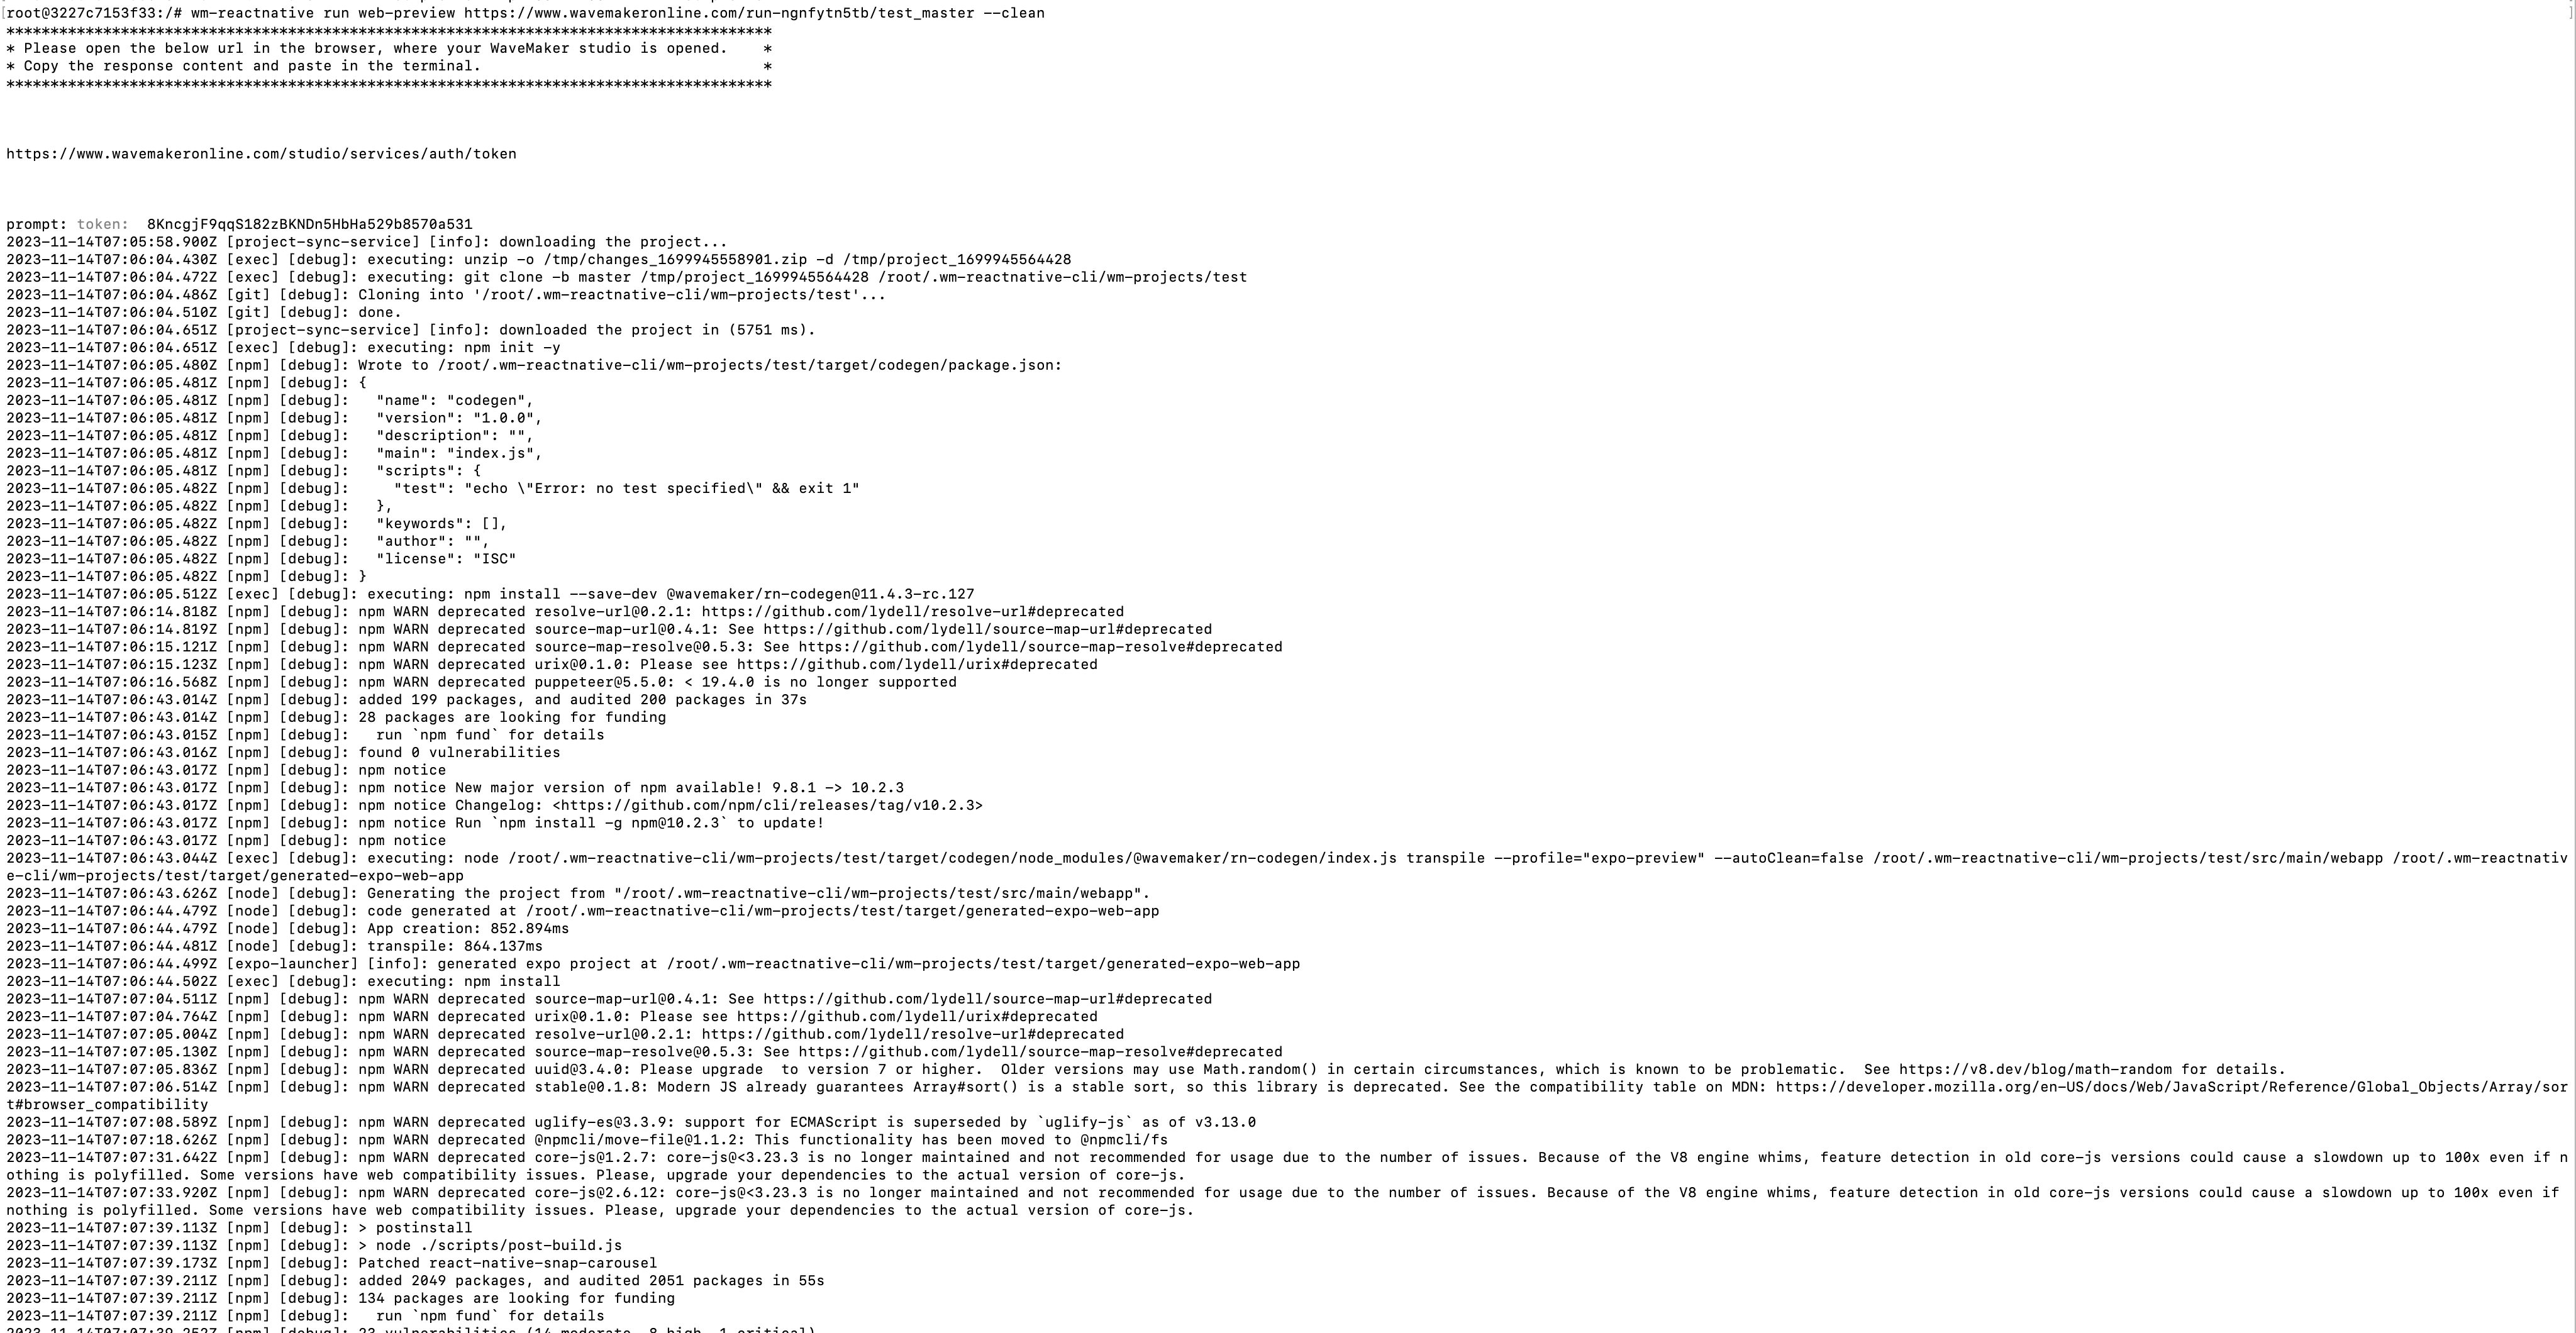 [root@3227c7153f33:/# wm-reactnative run web-preview https://www.wavemakeronline.com/run-ngnfytn5tb/test_master --clean ]
***************************************************************************************
* Please open the below url in the browser, where your WaveMaker studio is opened.    *
* Copy the response content and paste in the terminal.                                *
***************************************************************************************
https://www.wavemakeronline.com/studio/services/auth/token
prompt: token:  8KncgjF9qqS182zBKNDn5HbHa529b8570a531
2023-11-14T07:05:58.900Z [project-sync-service] [info]: downloading the project...
2023-11-14T07:06:04.430Z [exec] [debug]: executing: unzip -o /tmp/changes_1699945558901.zip -d /tmp/project_1699945564428
2023-11-14T07:06:04.472Z [exec] [debug]: executing: git clone -b master /tmp/project_1699945564428 /root/.wm-reactnative-cli/wm-projects/test
2023-11-14T07:06:04.486Z [git] [debug]: Cloning into '/root/.wm-reactnative-cli/wm-projects/test'...
2023-11-14T07:06:04.510Z [git] [debug]: done.
2023-11-14T07:06:04.651Z [project-sync-service] [info]: downloaded the project in (5751 ms).
2023-11-14T07:06:04.651Z [exec] [debug]: executing: npm init -y
2023-11-14T07:06:05.480Z [npm] [debug]: Wrote to /root/.wm-reactnative-cli/wm-projects/test/target/codegen/package.json:
2023-11-14T07:06:05.481Z [npm] [debug]: {
2023-11-14T07:06:05.481Z [npm] [debug]:   "name": "codegen",
2023-11-14T07:06:05.481Z [npm] [debug]:   "version": "1.0.0",
2023-11-14T07:06:05.481Z [npm] [debug]:   "description": "",
2023-11-14T07:06:05.481Z [npm] [debug]:   "main": "index.js",
2023-11-14T07:06:05.481Z [npm] [debug]:   "scripts": {
2023-11-14T07:06:05.482Z [npm] [debug]:     "test": "echo \"Error: no test specified\" && exit 1"
2023-11-14T07:06:05.482Z [npm] [debug]:   },
2023-11-14T07:06:05.482Z [npm] [debug]:   "keywords": [],
2023-11-14T07:06:05.482Z [npm] [debug]:   "author": "",
2023-11-14T07:06:05.482Z [npm] [debug]:   "license": "ISC"
2023-11-14T07:06:05.482Z [npm] [debug]: }
2023-11-14T07:06:05.512Z [exec] [debug]: executing: npm install --save-dev @wavemaker/rn-codegen@11.4.3-rc.127
2023-11-14T07:06:14.818Z [npm] [debug]: npm WARN deprecated resolve-url@0.2.1: https://github.com/lydell/resolve-url#deprecated
2023-11-14T07:06:14.819Z [npm] [debug]: npm WARN deprecated source-map-url@0.4.1: See https://github.com/lydell/source-map-url#deprecated
2023-11-14T07:06:15.121Z [npm] [debug]: npm WARN deprecated source-map-resolve@0.5.3: See https://github.com/lydell/source-map-resolve#deprecated
2023-11-14T07:06:15.123Z [npm] [debug]: npm WARN deprecated urix@0.1.0: Please see https://github.com/lydell/urix#deprecated
2023-11-14T07:06:16.568Z [npm] [debug]: npm WARN deprecated puppeteer@5.5.0: < 19.4.0 is no longer supported
2023-11-14T07:06:43.014Z [npm] [debug]: added 199 packages, and audited 200 packages in 37s
2023-11-14T07:06:43.014Z [npm] [debug]: 28 packages are looking for funding
2023-11-14T07:06:43.015Z [npm] [debug]:   run `npm fund` for details
2023-11-14T07:06:43.016Z [npm] [debug]: found 0 vulnerabilities
2023-11-14T07:06:43.017Z [npm] [debug]: npm notice
2023-11-14T07:06:43.017Z [npm] [debug]: npm notice New major version of npm available! 9.8.1 -> 10.2.3
2023-11-14T07:06:43.017Z [npm] [debug]: npm notice Changelog: <https://github.com/npm/cli/releases/tag/v10.2.3>
2023-11-14T07:06:43.017Z [npm] [debug]: npm notice Run `npm install -g npm@10.2.3` to update!
2023-11-14T07:06:43.017Z [npm] [debug]: npm notice
2023-11-14T07:06:43.044Z [exec] [debug]: executing: node /root/.wm-reactnative-cli/wm-projects/test/target/codegen/node_modules/@wavemaker/rn-codegen/index.js transpile --profile="expo-preview" --autoClean=false /root/.wm-reactnative-cli/wm-projects/test/src/main/webapp /root/.wm-reactnativ
e-cli/wm-projects/test/target/generated-expo-web-app
2023-11-14T07:06:43.626Z [node] [debug]: Generating the project from "/root/.wm-reactnative-cli/wm-projects/test/src/main/webapp".
2023-11-14T07:06:44.479Z [node] [debug]: code generated at /root/.wm-reactnative-cli/wm-projects/test/target/generated-expo-web-app
2023-11-14T07:06:44.479Z [node] [debug]: App creation: 852.894ms
2023-11-14T07:06:44.481Z [node] [debug]: transpile: 864.137ms
2023-11-14T07:06:44.499Z [expo-launcher] [info]: generated expo project at /root/.wm-reactnative-cli/wm-projects/test/target/generated-expo-web-app
2023-11-14T07:06:44.502Z [exec] [debug]: executing: npm install
2023-11-14T07:07:04.511Z [npm] [debug]: npm WARN deprecated source-map-url@0.4.1: See https://github.com/lydell/source-map-url#deprecated
2023-11-14T07:07:04.764Z [npm] [debug]: npm WARN deprecated urix@0.1.0: Please see https://github.com/lydell/urix#deprecated
2023-11-14T07:07:05.004Z [npm] [debug]: npm WARN deprecated resolve-url@0.2.1: https://github.com/lydell/resolve-url#deprecated
2023-11-14T07:07:05.130Z [npm] [debug]: npm WARN deprecated source-map-resolve@0.5.3: See https://github.com/lydell/source-map-resolve#deprecated
2023-11-14T07:07:05.836Z [npm] [debug]: npm WARN deprecated uuid@3.4.0: Please upgrade  to version 7 or higher.  Older versions may use Math.random() in certain circumstances, which is known to be problematic.  See https://v8.dev/blog/math-random for details.
2023-11-14T07:07:06.514Z [npm] [debug]: npm WARN deprecated stable@0.1.8: Modern JS already guarantees Array#sort() is a stable sort, so this library is deprecated. See the compatibility table on MDN: https://developer.mozilla.org/en-US/docs/Web/JavaScript/Reference/Global_Objects/Array/sor
t#browser_compatibility
2023-11-14T07:07:08.589Z [npm] [debug]: npm WARN deprecated uglify-es@3.3.9: support for ECMAScript is superseded by `uglify-js` as of v3.13.0
2023-11-14T07:07:18.626Z [npm] [debug]: npm WARN deprecated @npmcli/move-file@1.1.2: This functionality has been moved to @npmcli/fs
2023-11-14T07:07:31.642Z [npm] [debug]: npm WARN deprecated core-js@1.2.7: core-js@<3.23.3 is no longer maintained and not recommended for usage due to the number of issues. Because of the V8 engine whims, feature detection in old core-js versions could cause a slowdown up to 100x even if n
othing is polyfilled. Some versions have web compatibility issues. Please, upgrade your dependencies to the actual version of core-js.
2023-11-14T07:07:33.920Z [npm] [debug]: npm WARN deprecated core-js@2.6.12: core-js@<3.23.3 is no longer maintained and not recommended for usage due to the number of issues. Because of the V8 engine whims, feature detection in old core-js versions could cause a slowdown up to 100x even if
nothing is polyfilled. Some versions have web compatibility issues. Please, upgrade your dependencies to the actual version of core-js.
2023-11-14T07:07:39.113Z [npm] [debug]: > postinstall
2023-11-14T07:07:39.113Z [npm] [debug]: > node ./scripts/post-build.js
2023-11-14T07:07:39.173Z [npm] [debug]: Patched react-native-snap-carousel
2023-11-14T07:07:39.211Z [npm] [debug]: added 2049 packages, and audited 2051 packages in 55s
2023-11-14T07:07:39.211Z [npm] [debug]: 134 packages are looking for funding
2023-11-14T07:07:39.211Z [npm] [debug]:   run `npm fund` for details
2023-11-14T07:07:39.252Z [npm] [debug]: 23 vulnerabilities (14 moderate, 8 high, 1 critical)